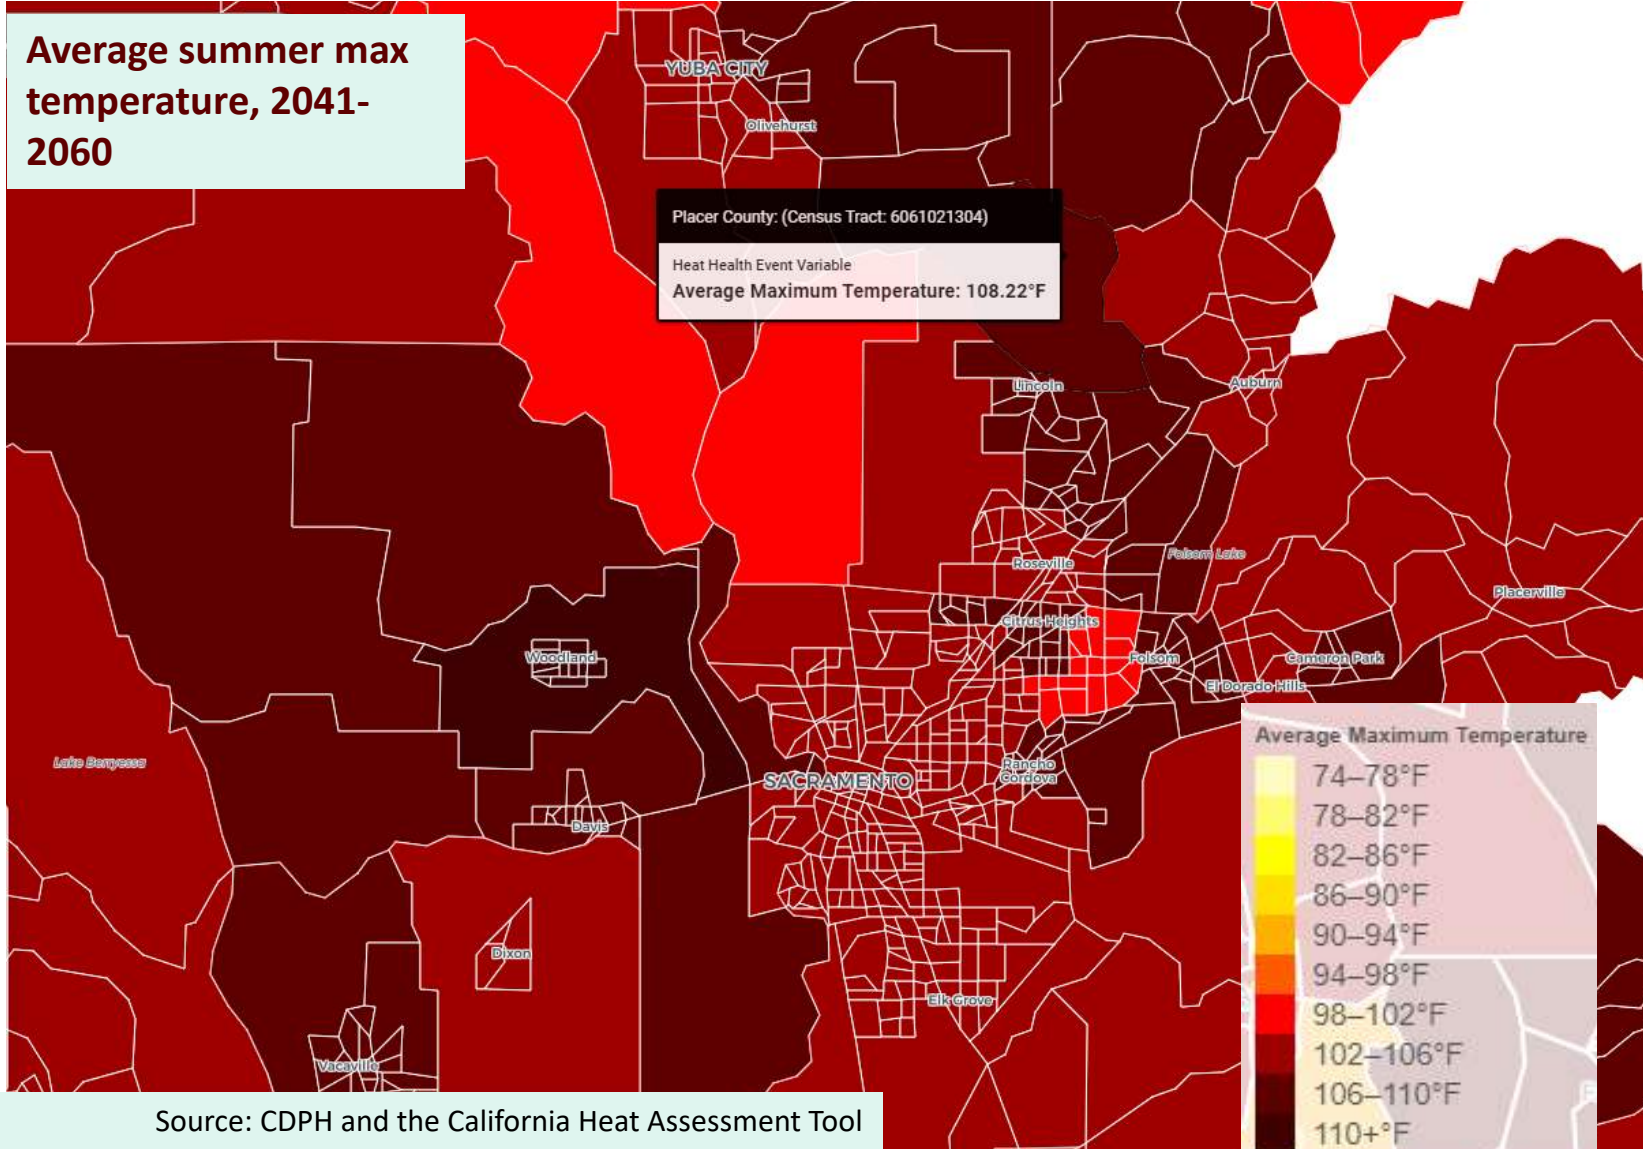 Average summer max
temperature, 2041-
2060
YUBA CITY
Olivehurst
Placer County: (Census Tract: 6061021304)
Heat Health Event Variable
Average Maximum Temperature: 108.22°F
Lincoln
Auburn
Roseville
Folsom Lake
Placerville
Citrus Heights
Woodland
Folsom
Cameron Park
El Dorado Hills
Lake Berryessa
SACRAMENTO
Rancho
Cordova
Davis
Dixon
Elk Grove
Vacaville
Average Maximum Temperature
74–78°F
78–82°F
82–86°F
86–90°F
90–94°F
94–98°F
98–102°F
102–106°F
106–110°F
110+°F
Source: CDPH and the California Heat Assessment Tool